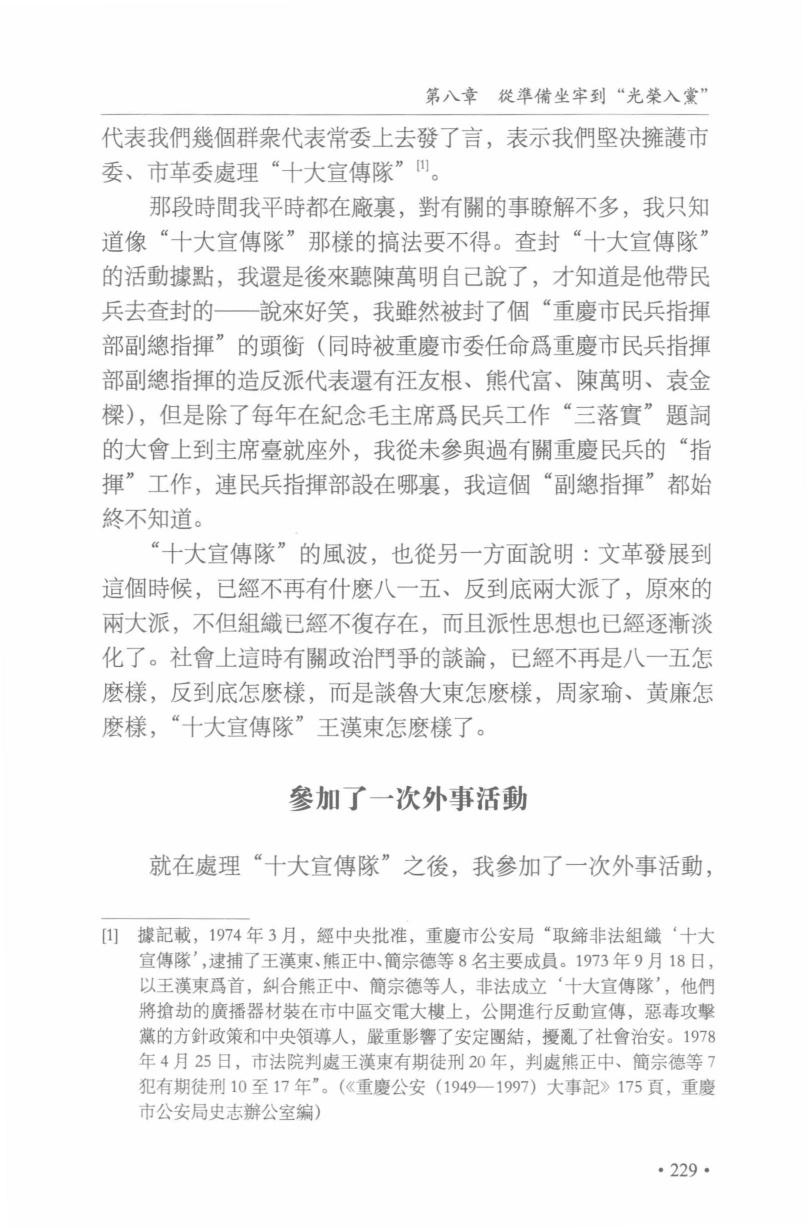 第八章　從準備坐牢到“光榮入黨”
代表我們幾個群衆代表常委上去發了言，表示我們堅决擁護市
委、市革委處理“十大宣傳隊”[1]。
那段時間我平時都在廠裏，對有關的事瞭解不多，我只知
道像“十大宣傳隊”那樣的搞法要不得。查封“十大宣傳隊”
的活動據點，我還是後來聽陳萬明自己說了，才知道是他帶民
兵去查封的——說來好笑，我雖然被封了個“重慶市民兵指揮
部副總指揮”的頭銜（同時被重慶市委任命爲重慶市民兵指揮
部副總指揮的造反派代表還有汪友根、熊代富、陳萬明、袁金
樑），但是除了每年在紀念毛主席爲民兵工作“三落實”題詞
的大會上到主席臺就座外，我從未參與過有關重慶民兵的“指
揮”工作，連民兵指揮部設在哪裏，我這個“副總指揮”都始
終不知道。
“十大宣傳隊”的風波，也從另一方面說明：文革發展到
這個時候，已經不再有什麽八一五、反到底兩大派了，原來的
兩大派，不但組織已經不復存在，而且派性思想也已經逐漸淡
化了。社會上這時有關政治鬥爭的談論，已經不再是八一五怎
麽樣，反到底怎麽樣，而是談魯大東怎麽樣，周家瑜、黃廉怎
麽樣，“十大宣傳隊”王漢東怎麽樣了。
參加了一次外事活動
就在處理“十大宣傳隊”之後，我參加了一次外事活動，
[1]　據記載，1974 年 3 月，經中央批准，重慶市公安局“取締非法組織‘十大
宣傳隊’,逮捕了王漢東、熊正中、簡宗德等 8 名主要成員。1973 年 9 月 18 日，
以王漢東爲首，糾合熊正中、簡宗德等人，非法成立‘十大宣傳隊’，他們
將搶劫的廣播器材裝在市中區交電大樓上，公開進行反動宣傳，惡毒攻擊
黨的方針政策和中央領導人，嚴重影響了安定團結，擾亂了社會治安。1978
年 4 月 25 日，市法院判處王漢東有期徒刑 20 年，判處熊正中、簡宗德等 7
犯有期徒刑 10 至 17 年”。（《重慶公安（1949—1997）大事記》175 頁，重慶
市公安局史志辦公室編）
·229·